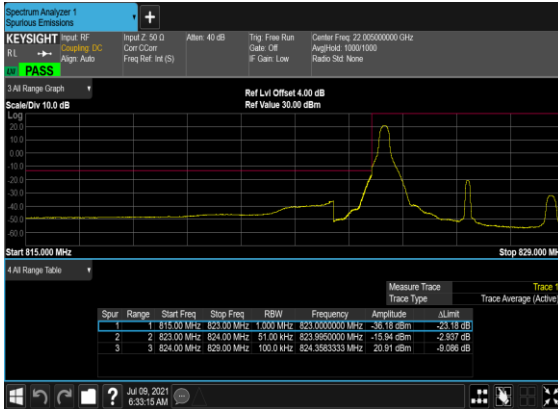 Spectrum Analyzer 1
Spurious Emissions
KEYSIGHT Input: RF Input Z: 50 Ω Atten: 40 dB Trig: Free Run Center Freq: 22.005000000 GHz
RL Coupling: DC Corr CCorr Gate: Off Avg|Hold: 1000/1000
Align: Auto Freq Ref: Int (S) IF Gain: Low Radio Std: None
PASS
3 All Range Graph
Ref Lvl Offset 4.00 dB
Scale/Div 10.0 dB Ref Value 30.00 dBm
Log
20.0
10.0
0.00
-10.0
-20.0
-30.0
-40.0
-50.0
-60.0
Start 815.000 MHz Stop 829.000 MH
4 All Range Table
Measure Trace Trace 1
Trace Type Trace Average (Active)
Spur Range Start Freq Stop Freq RBW Frequency Amplitude ΔLimit
1 1 815.00 MHz 823.00 MHz 1.000 MHz 823.0000000 MHz -36.18 dBm -23.18 dB
2 2 823.00 MHz 824.00 MHz 51.00 kHz 823.9950000 MHz -15.94 dBm -2.937 dB
3 3 824.00 MHz 829.00 MHz 100.0 kHz 824.3583333 MHz 20.91 dBm -9.086 dB
? Jul 09, 2021
6:33:15 AM